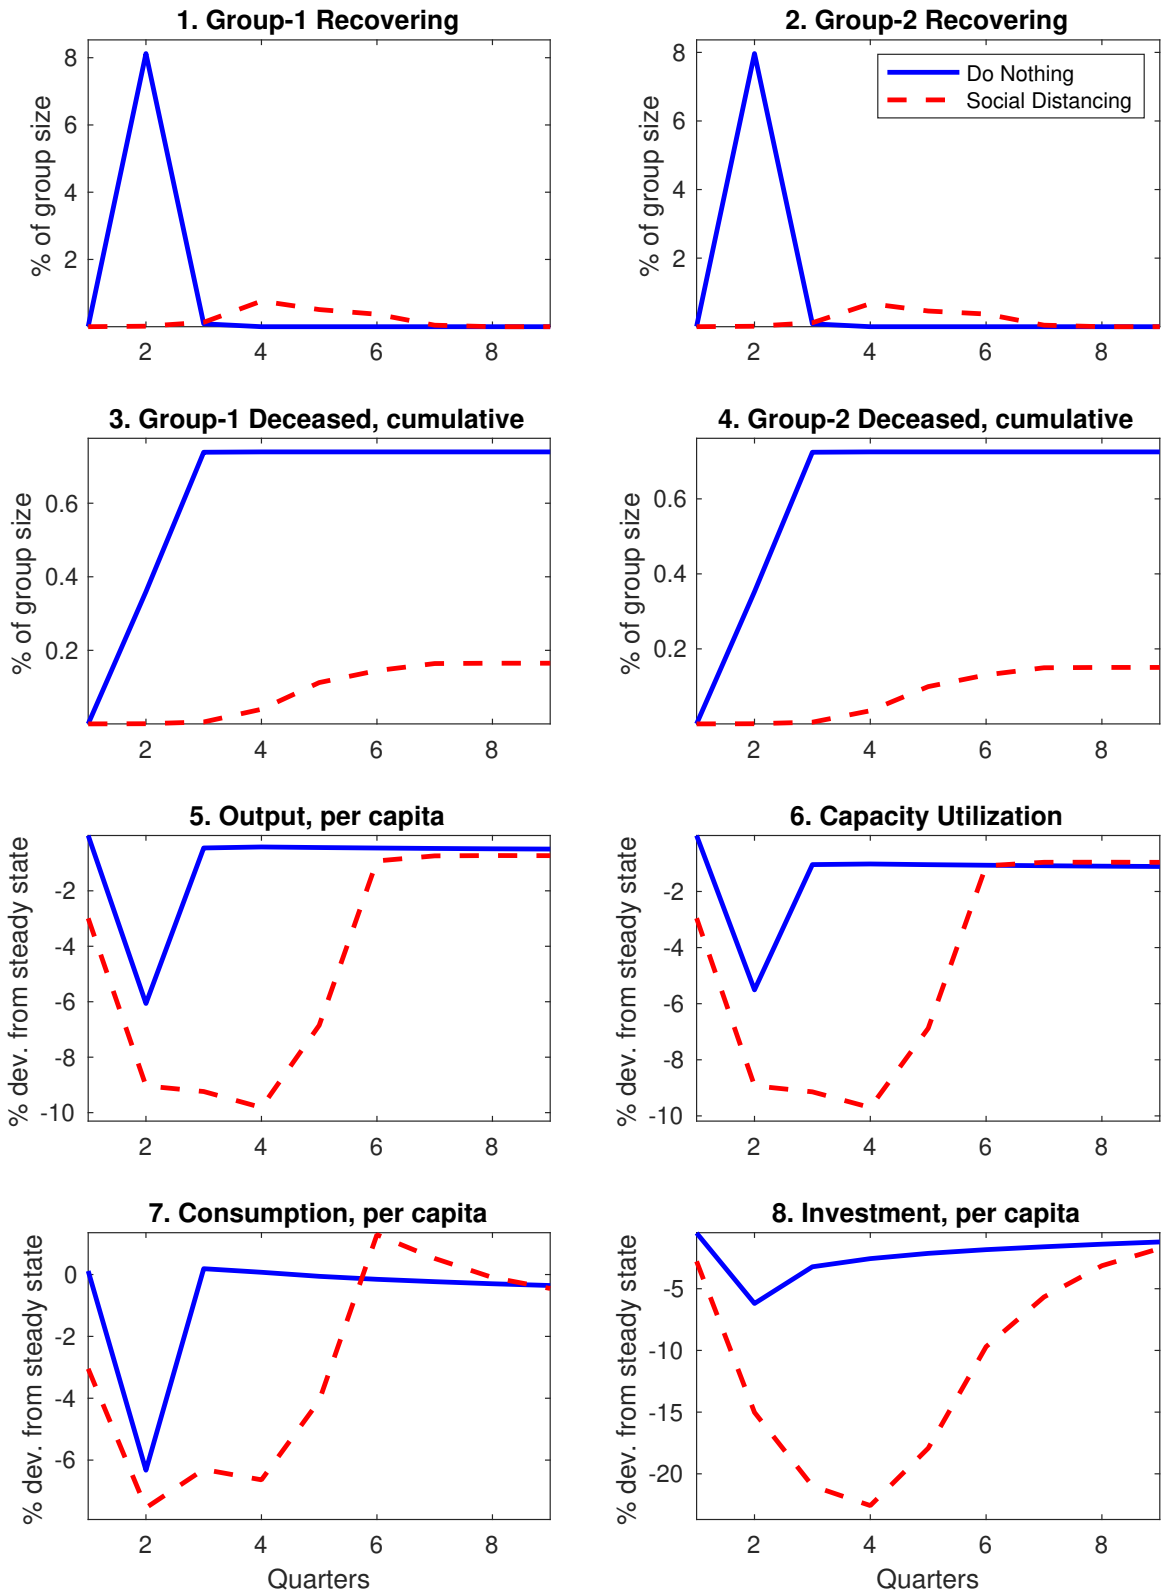 1. Group-1 Recovering
% of group size
8
6
4
2
2 4 6 8
2. Group-2 Recovering
Do Nothing
Social Distancing
% of group size
8
6
4
2
2 4 6 8
3. Group-1 Deceased, cumulative
% of group size
0.6
0.4
0.2
2 4 6 8
4. Group-2 Deceased, cumulative
% of group size
0.6
0.4
0.2
2 4 6 8
5. Output, per capita
% dev. from steady state
-2
-4
-6
-8
-10
2 4 6 8
6. Capacity Utilization
% dev. from steady state
-2
-4
-6
-8
-10
2 4 6 8
7. Consumption, per capita
% dev. from steady state
0
-2
-4
-6
2 4 6 8
Quarters
8. Investment, per capita
% dev. from steady state
-5
-10
-15
-20
2 4 6 8
Quarters